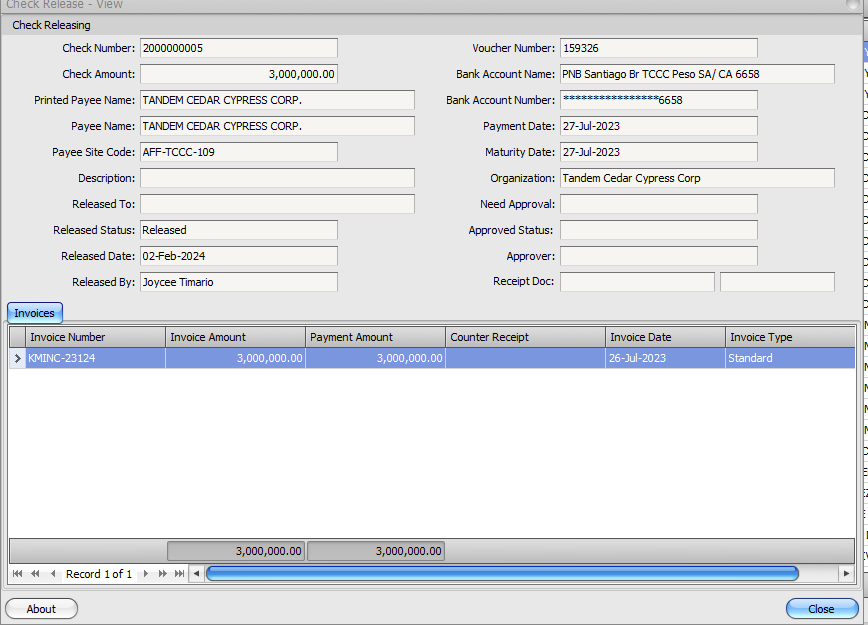 Check Release - View
Check Releasing
Check Number: 2000000005 Voucher Number: 159326
Check Amount: 3,000,000.00 Bank Account Name: PNB Santiago Br TCCC Peso SA/ CA 6658
Printed Payee Name: TANDEM CEDAR CYPRESS CORP. Bank Account Number: ****************6658
Payee Name: TANDEM CEDAR CYPRESS CORP. Payment Date: 27-Jul-2023
Payee Site Code: AFF-TCCC-109 Maturity Date: 27-Jul-2023
Description: Organization: Tandem Cedar Cypress Corp
Released To: Need Approval:
Released Status: Released Approved Status:
Released Date: 02-Feb-2024 Approver:
Released By: Joycee Timario Receipt Doc:
Invoices
Invoice Number Invoice Amount Payment Amount Counter Receipt Invoice Date Invoice Type
KMINC-23124 3,000,000.00 3,000,000.00 26-Jul-2023 Standard
3,000,000.00 3,000,000.00
Record 1 of 1
About Close